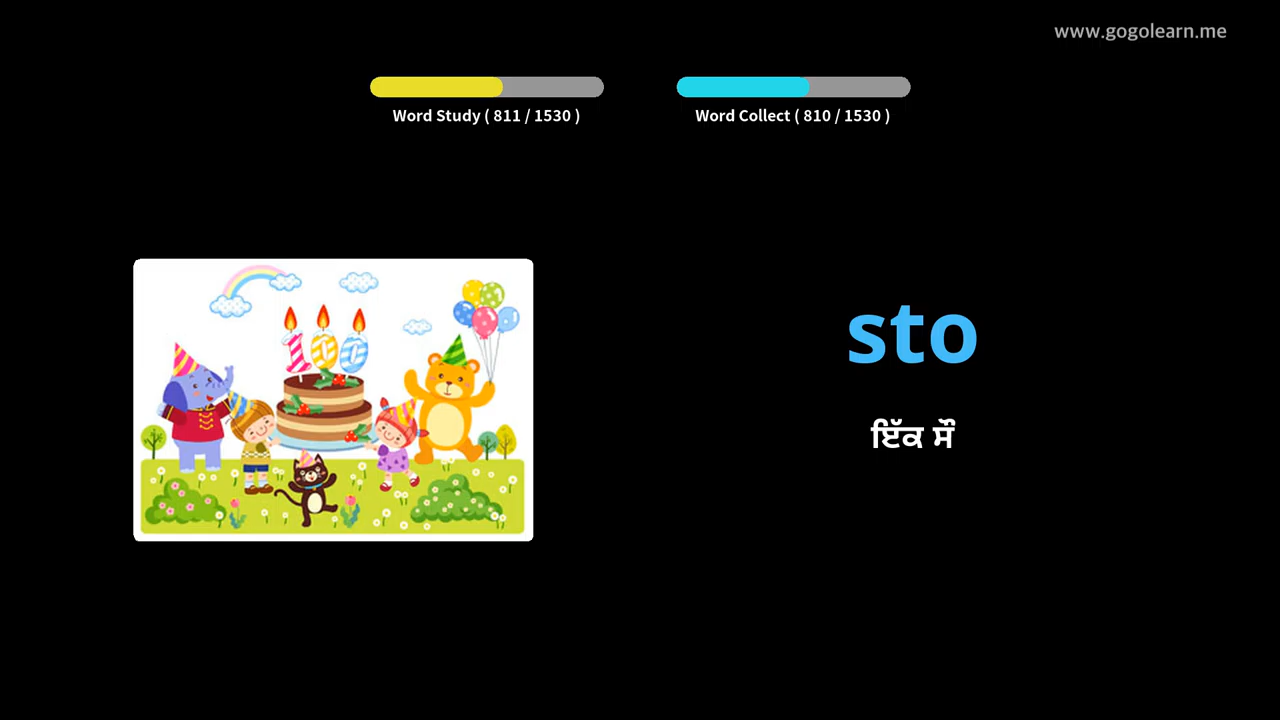 www.gogolearn.me
Word Study ( 811 / 1530 )
Word Collect ( 810 / 1530 )
100
sto
ਇੱਕ ਸੌ